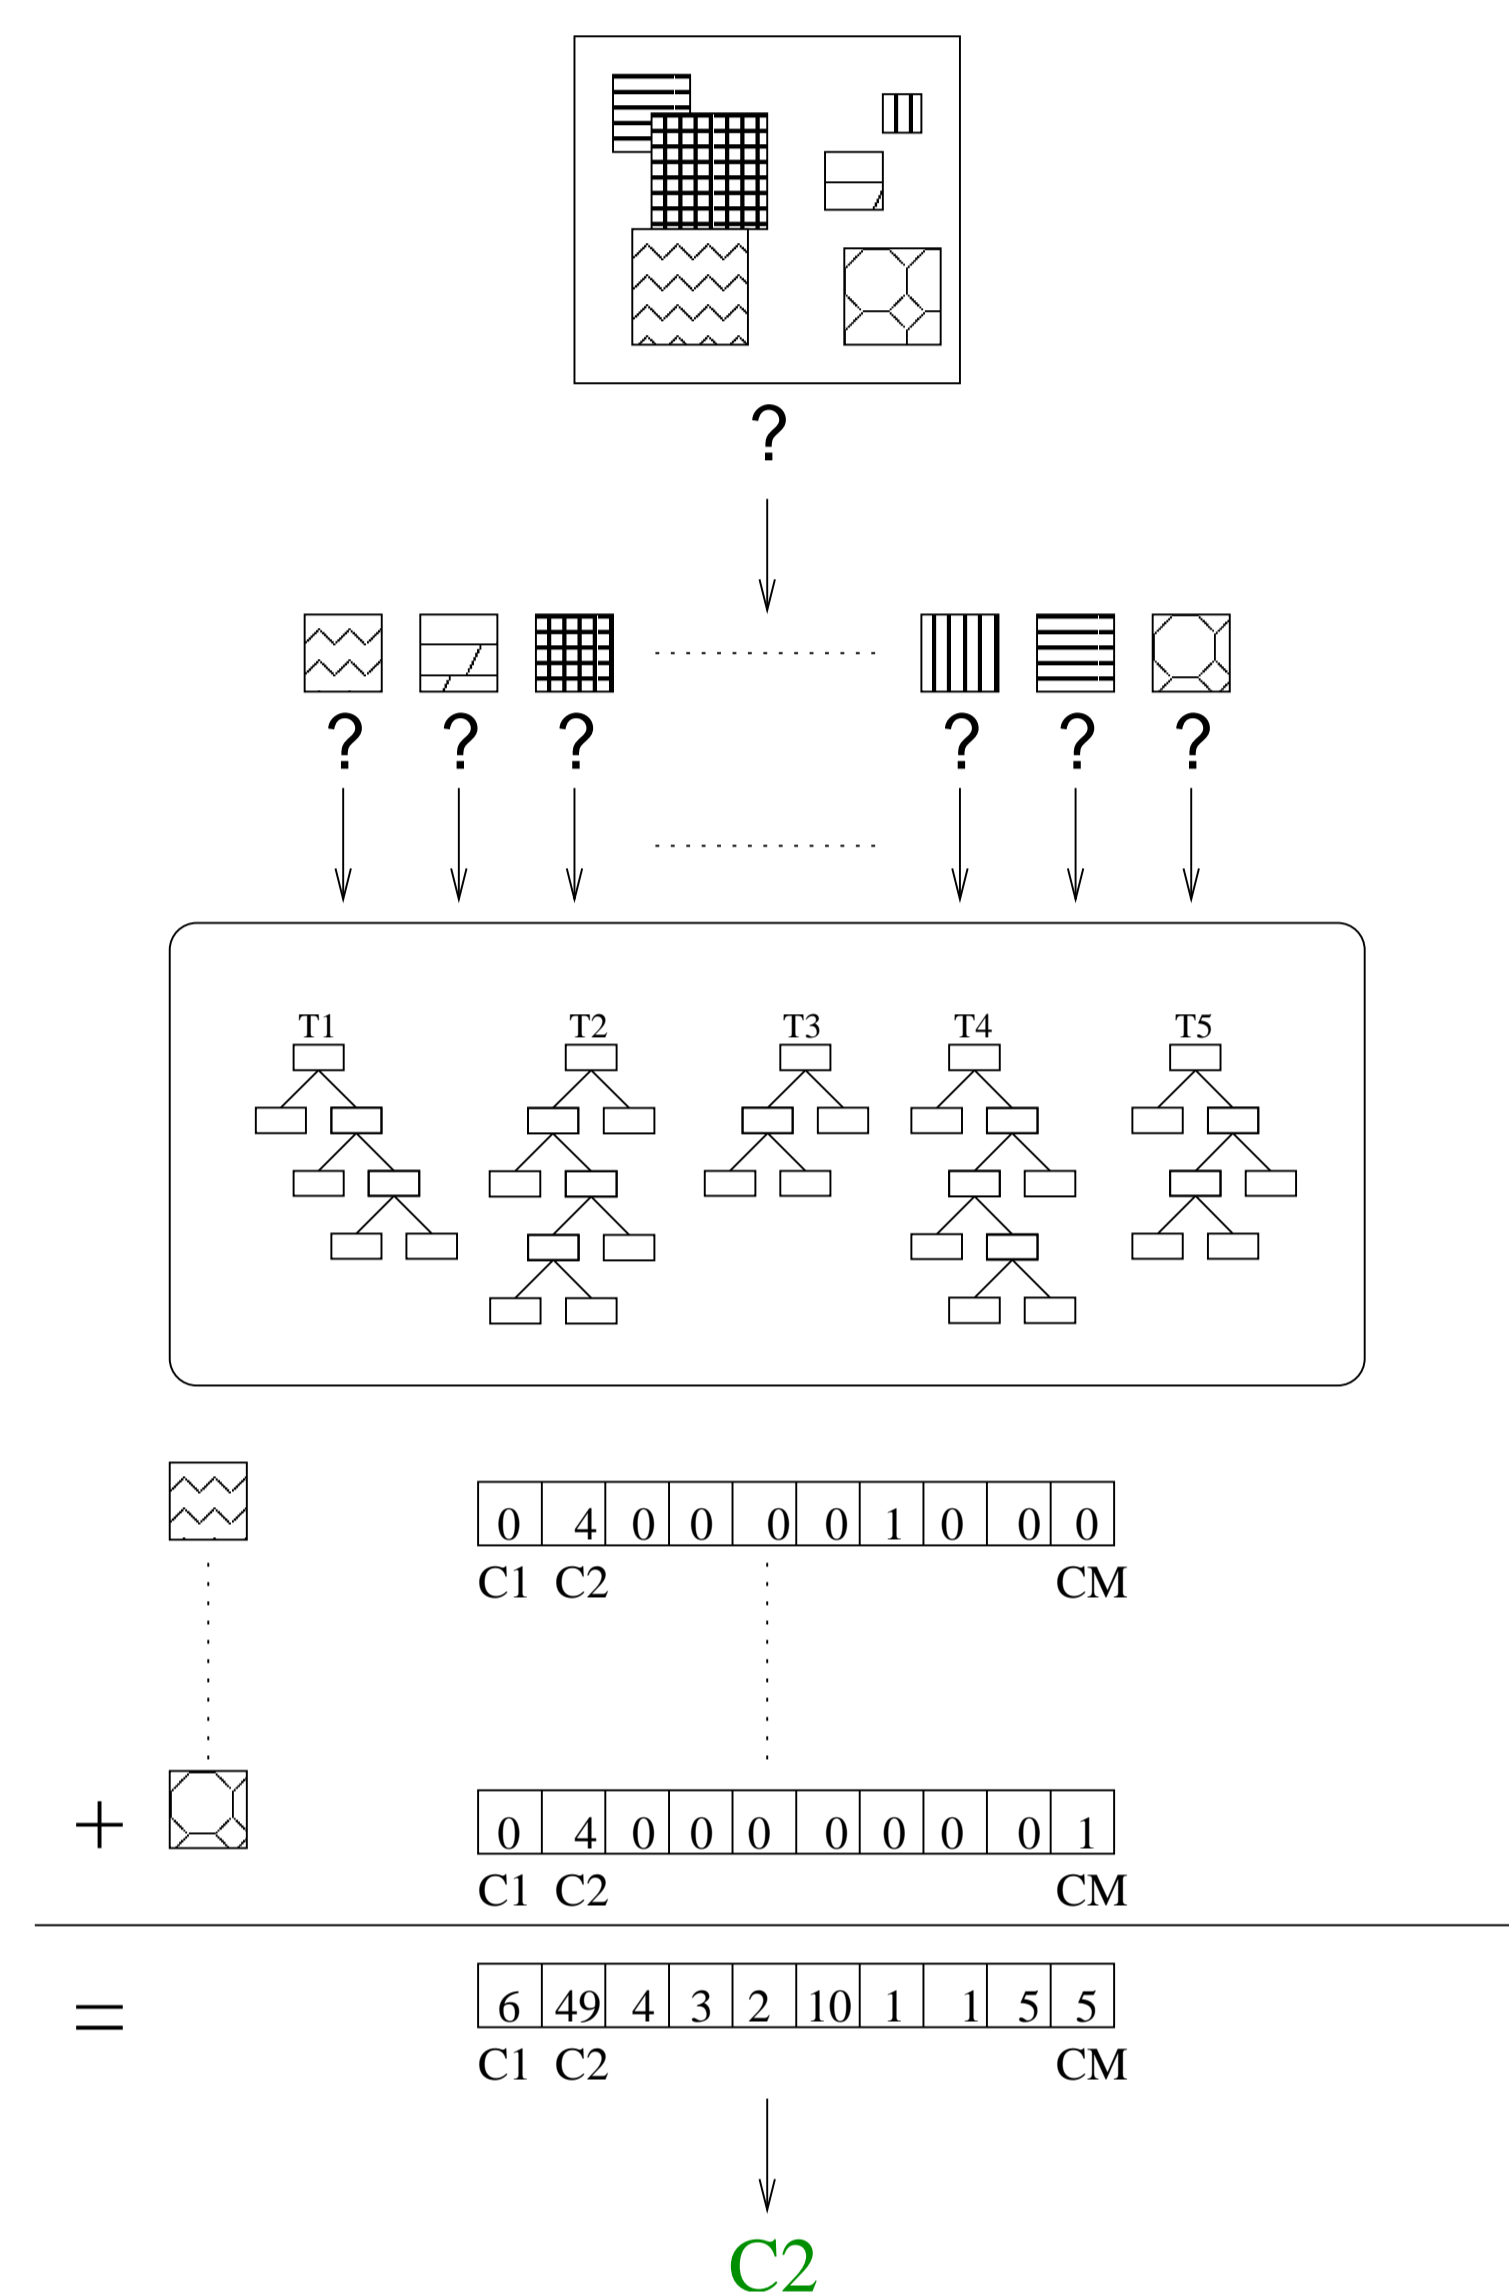 ?
? ? ? ? ? ?
T1 T2 T3 T4 T5
0 4 0 0 0 0 1 0 0 0
C1 C2 CM
+ 0 4 0 0 0 0 0 0 0 1
C1 C2 CM
= 6 49 4 3 2 10 1 1 5 5
C1 C2 CM
C2